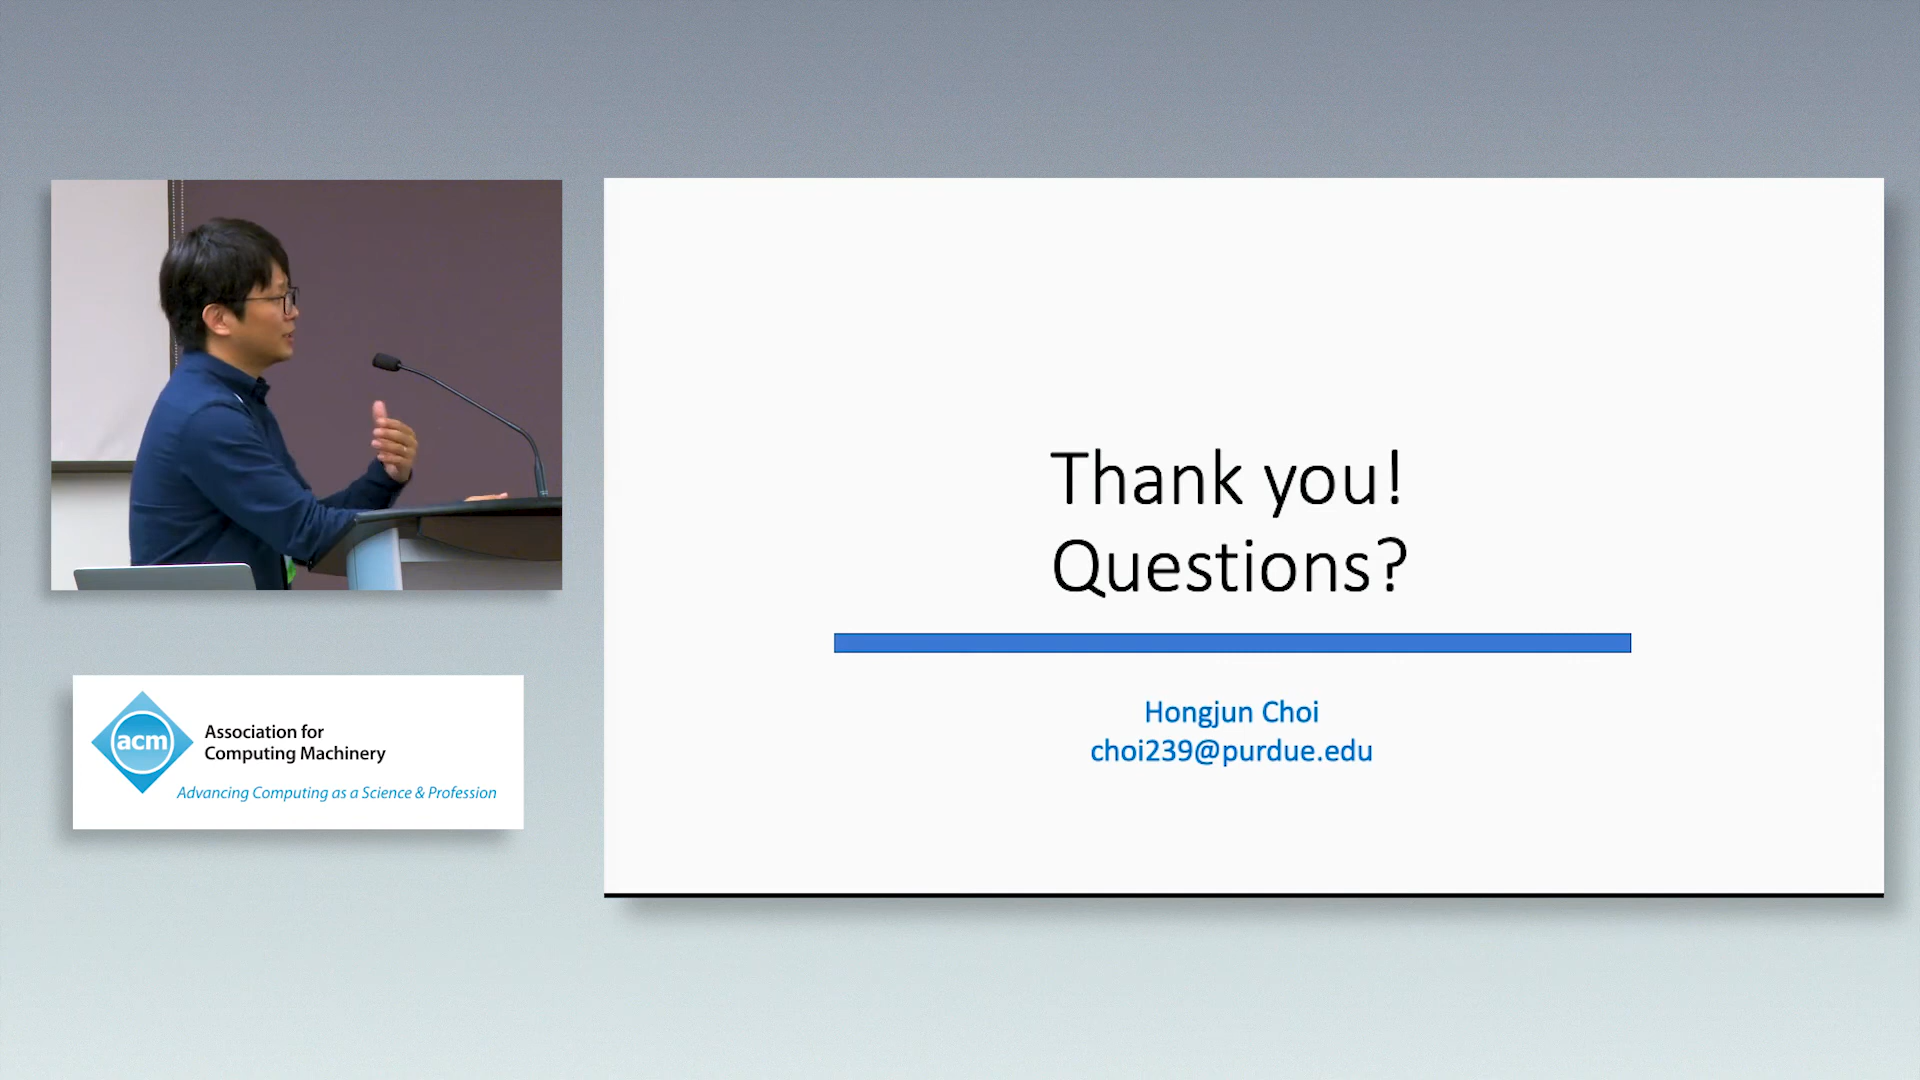 Thank you!
Questions?
Hongjun Choi
choi239@purdue.edu
acm
Association for
Computing Machinery
Advancing Computing as a Science & Profession